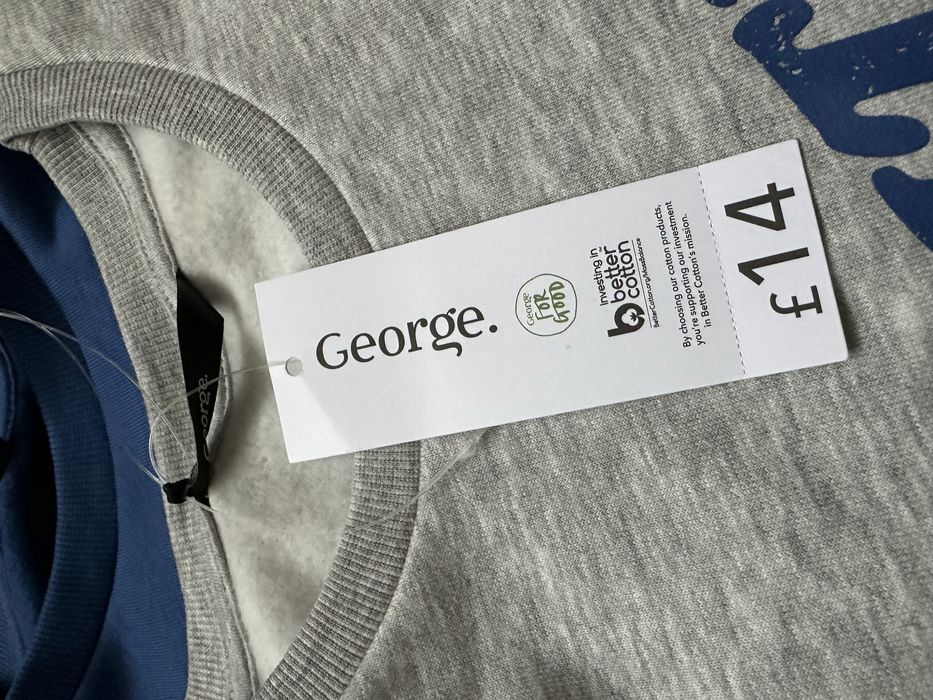 George.
George
FOR
GOOD
Investing in
better
cotton™
BetterCotton.org/MassBalance
By choosing our cotton products,
you're supporting our investment
in Better Cotton's mission.
£14
George.